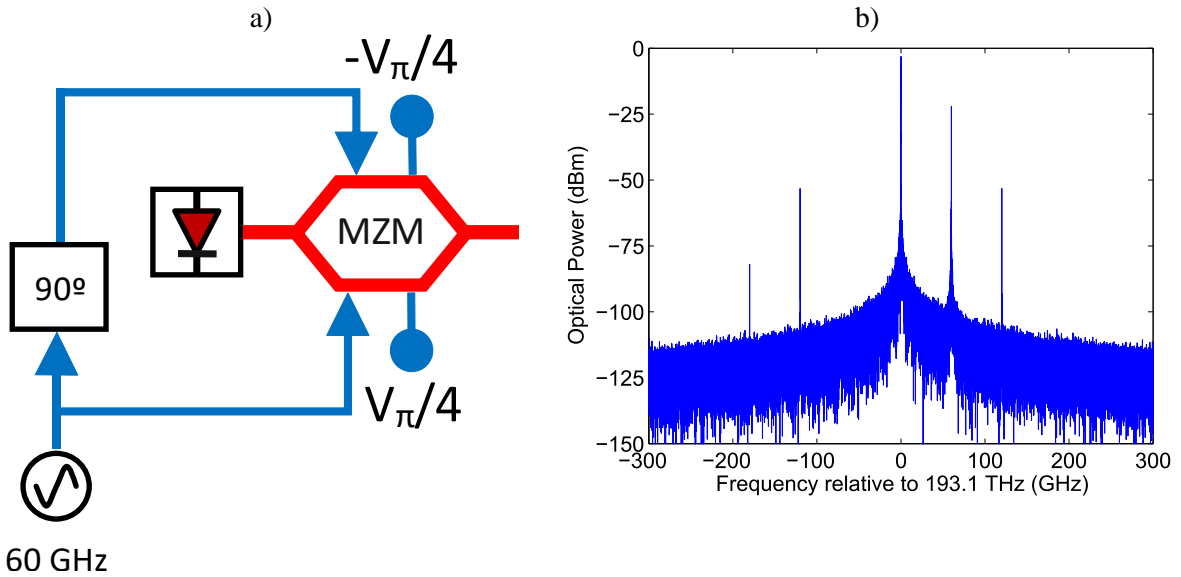 a)
-Vπ/4
MZM
90º
Vπ/4
60 GHz
b)
0
−25
−50
−75
−100
−125
−150
Optical Power (dBm)
−300
−200
−100
0
100
200
300
Frequency relative to 193.1 THz (GHz)